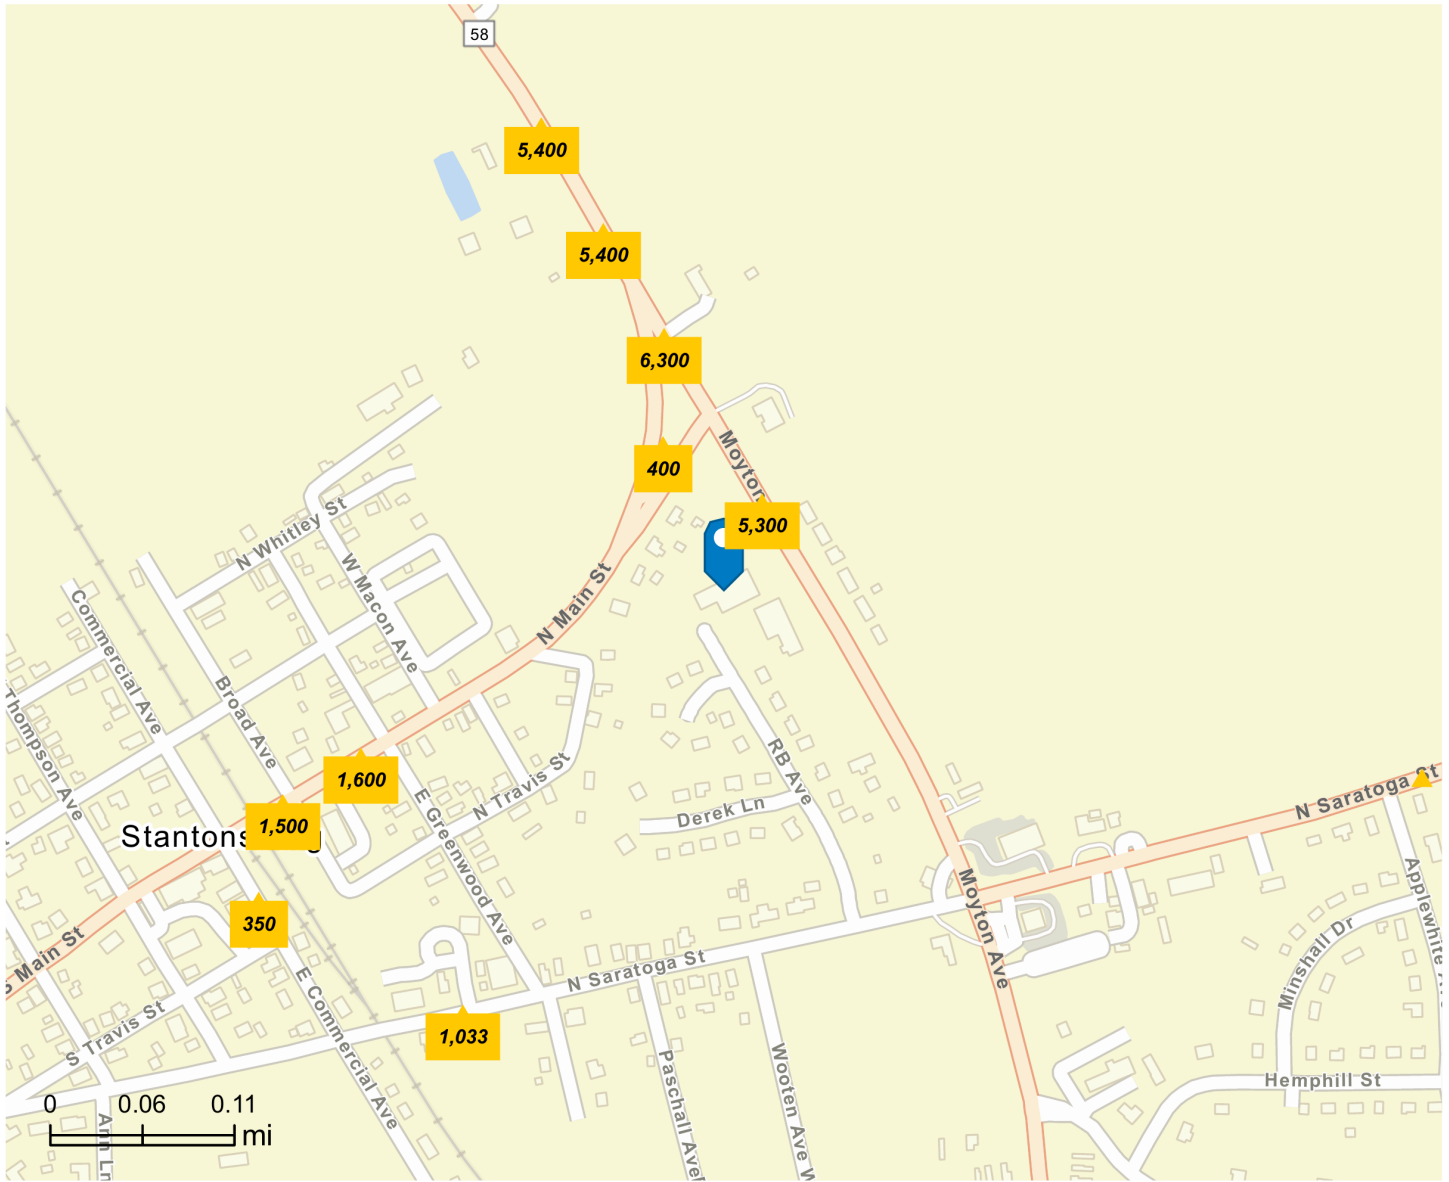 58
5,400
5,400
6,300
400
Moyton
5,300
N Whitley St
W Macon Ave
N Main St
Commercial Ave
Thompson Ave
Broad Ave
1,600
1,500
Stantons g
E Greenwood Ave
N Travis St
RB Ave
Derek Ln
N Saratoga St
350
Moyton Ave
Applewhite
Minshall Dr
S Main St
N Saratoga St
E Commercial Ave
1,033
S Travis St
Paschall Ave
Wooten Ave W
Hemphill St
Ann Ln
0 0.06 0.11
mi